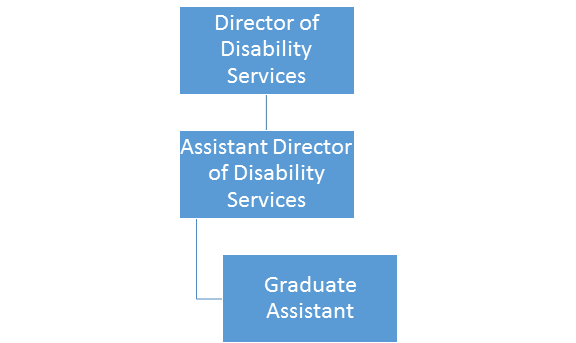 Director of
Disability
Services
Assistant Director
of Disability
Services
Graduate
Assistant